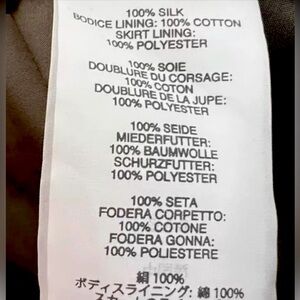 100% SILK
BODICE LINING: 100% COTTON
SKIRT LINING:
100% POLYESTER
100% SOIE
DOUBLURE DU CORSAGE:
100% COTON
DOUBLURE DE LA JUPE:
100% POLYESTER
100% SEIDE
MIEDERFUTTER:
100% BAUMWOLLE
SCHURZFUTTER:
100% POLYESTER
100% SETA
FODERA CORPETTO:
100% COTONE
FODERA GONNA:
100% POLIESTERE
絹 100%
ボディスライニング: 綿 100%